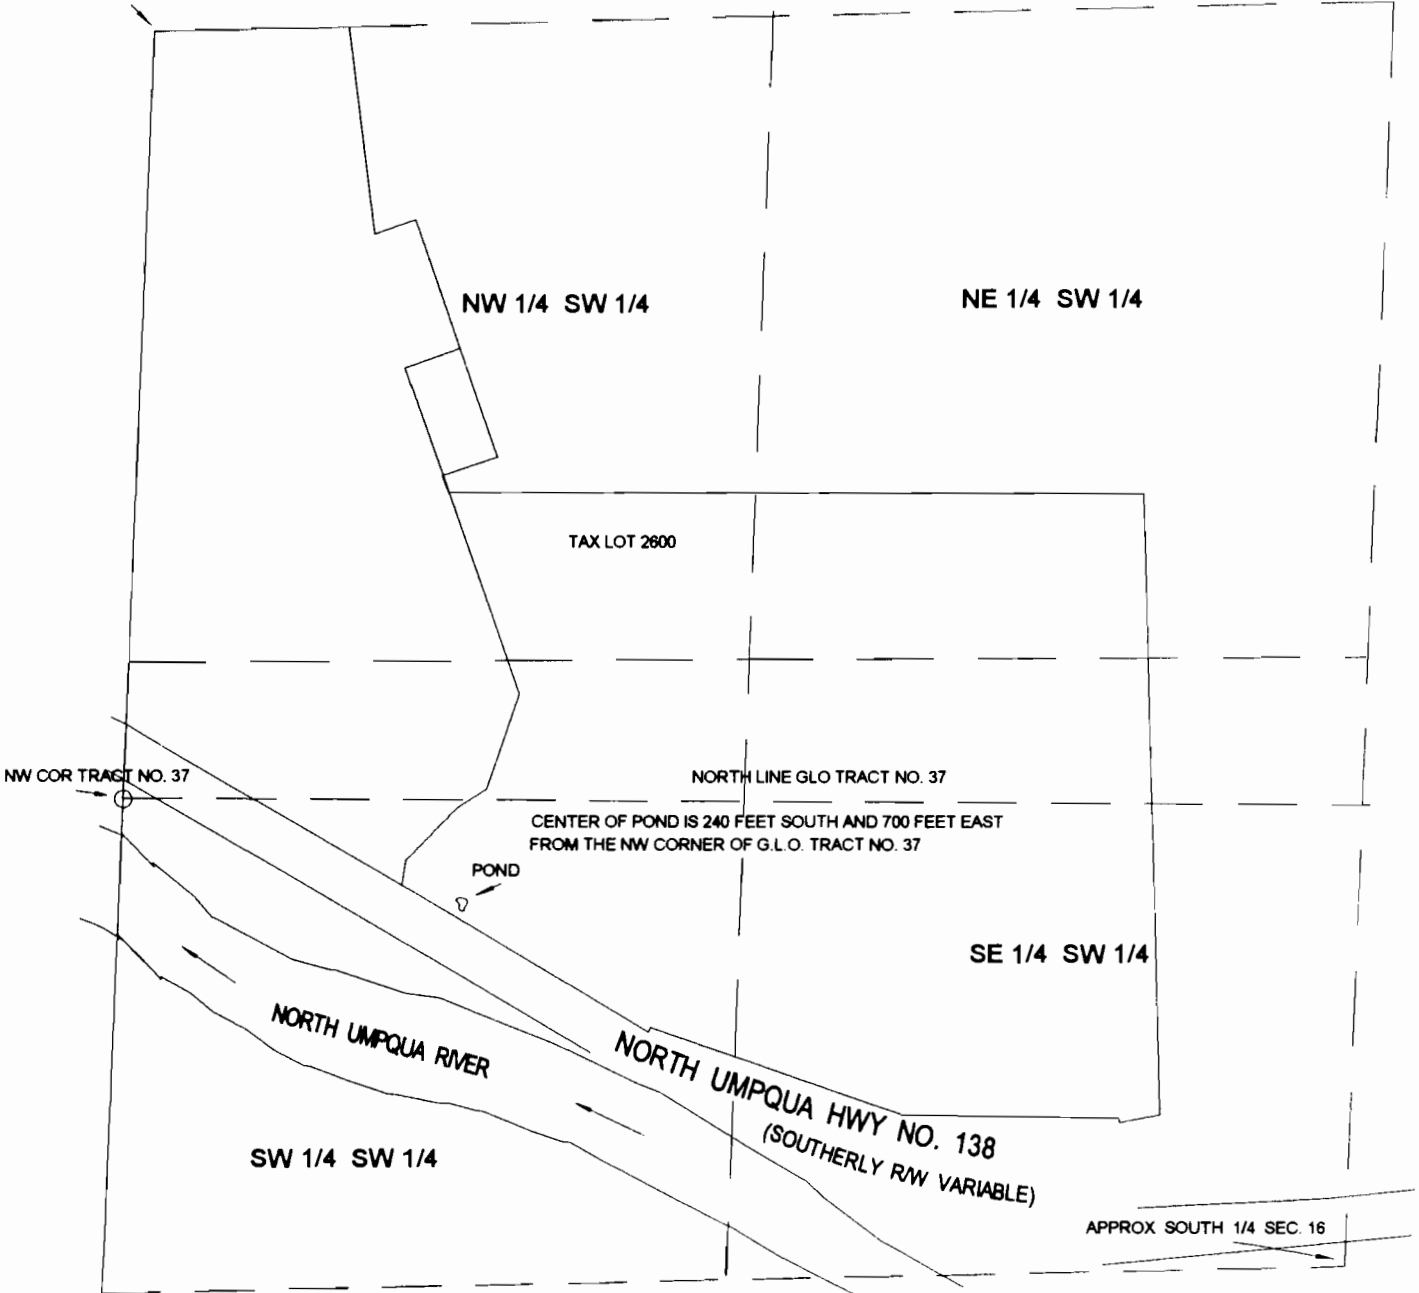 NW 1/4 SW 1/4
NE 1/4 SW 1/4
TAX LOT 2600
NW COR TRACT NO. 37
NORTH LINE GLO TRACT NO. 37
CENTER OF POND IS 240 FEET SOUTH AND 700 FEET EAST
FROM THE NW CORNER OF G.L.O. TRACT NO. 37
POND
SE 1/4 SW 1/4
NORTH UMPQUA RIVER
NORTH UMPQUA HWY NO. 138
(SOUTHERLY R/W VARIABLE)
SW 1/4 SW 1/4
APPROX SOUTH 1/4 SEC. 16